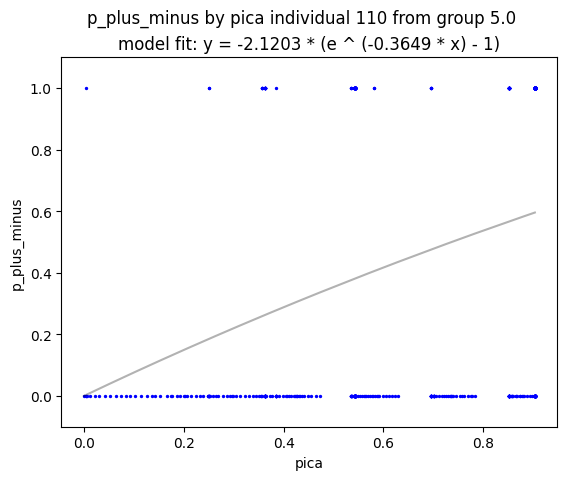 p_plus_minus by pica individual 110 from group 5.0
model fit: y = -2.1203 * (e ^ (-0.3649 * x) - 1)
1.0
0.8
0.6
0.4
0.2
0.0
p_plus_minus
0.0 0.2 0.4 0.6 0.8
pica